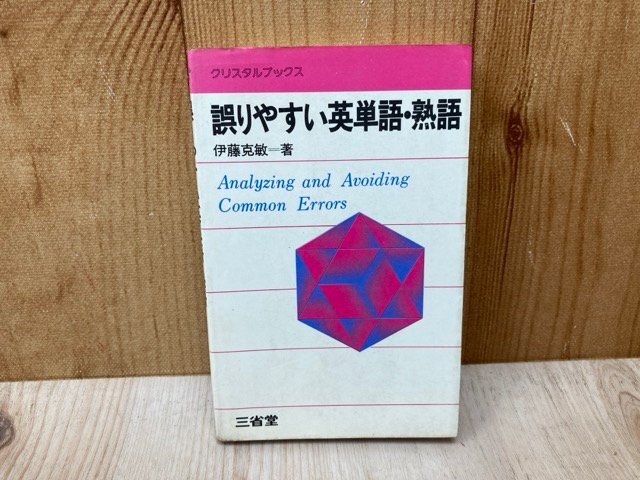 クリスタルブックス
誤りやすい英単語・熟語
伊藤克敏=著
Analyzing and Avoiding
Common Errors
三省堂